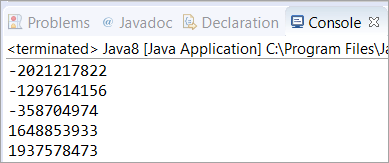 Problems @ Javadoc Declaration Console
<terminated> Java8 [Java Application] C:\Program Files\Ja
-2021217822
-1297614156
-358704974
1648853933
1937578473